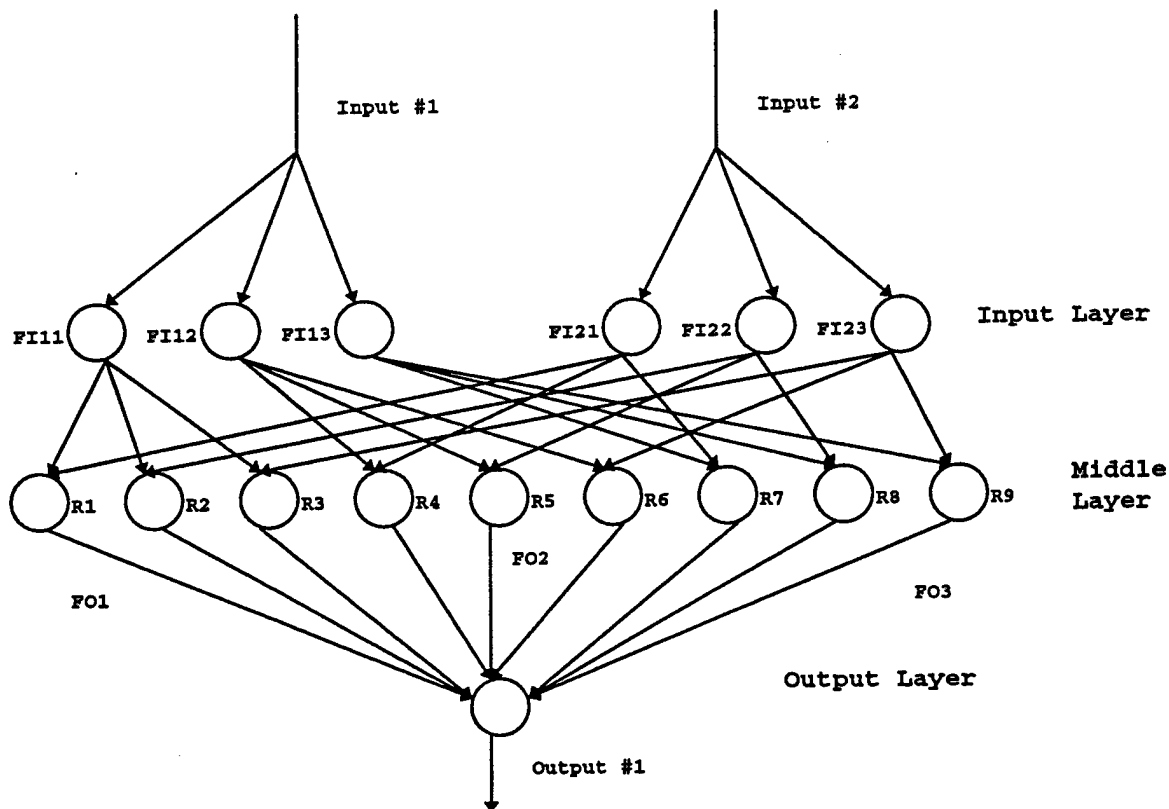 Input #1
Input #2
FI11
FI12
FI13
FI21
FI22
FI23
Input Layer
R1
R2
R3
R4
R5
R6
R7
R8
R9
Middle
Layer
FO1
FO2
FO3
Output Layer
Output #1